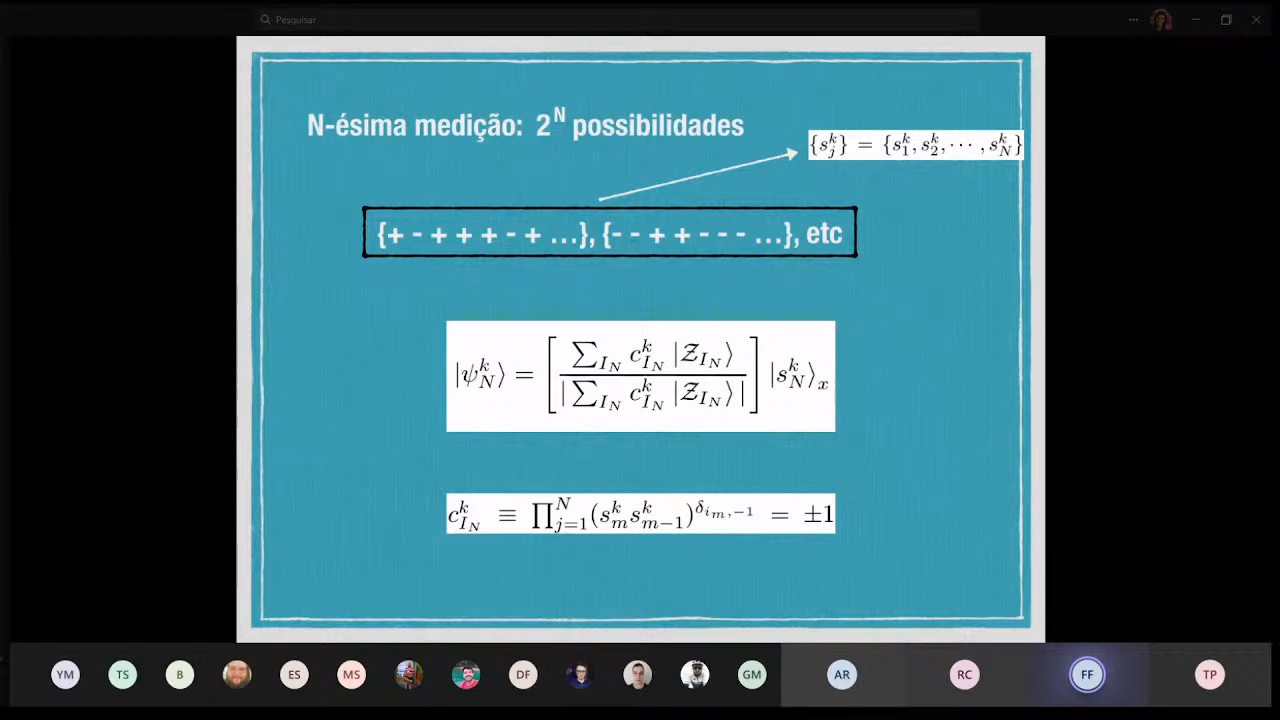 Pesquisar
N-ésima medição: 2^N possibilidades
{s_j^k} = {s_1^k, s_2^k, ⋯, s_N^k}
{+ - + + + - + ...}, {- - + + - - - ...}, etc
|ψ_N^k⟩ = [ ∑_{I_N} c_{I_N}^k |𝒵_{I_N}⟩ / | ∑_{I_N} c_{I_N}^k |𝒵_{I_N}⟩ | ] |s_N^k⟩_x
c_{I_N}^k ≡ ∏_{j=1}^N (s_m^k s_{m-1}^k)^{δ_{i_m,-1}} = ±1
YM TS B ES MS DF GM AR RC FF TP